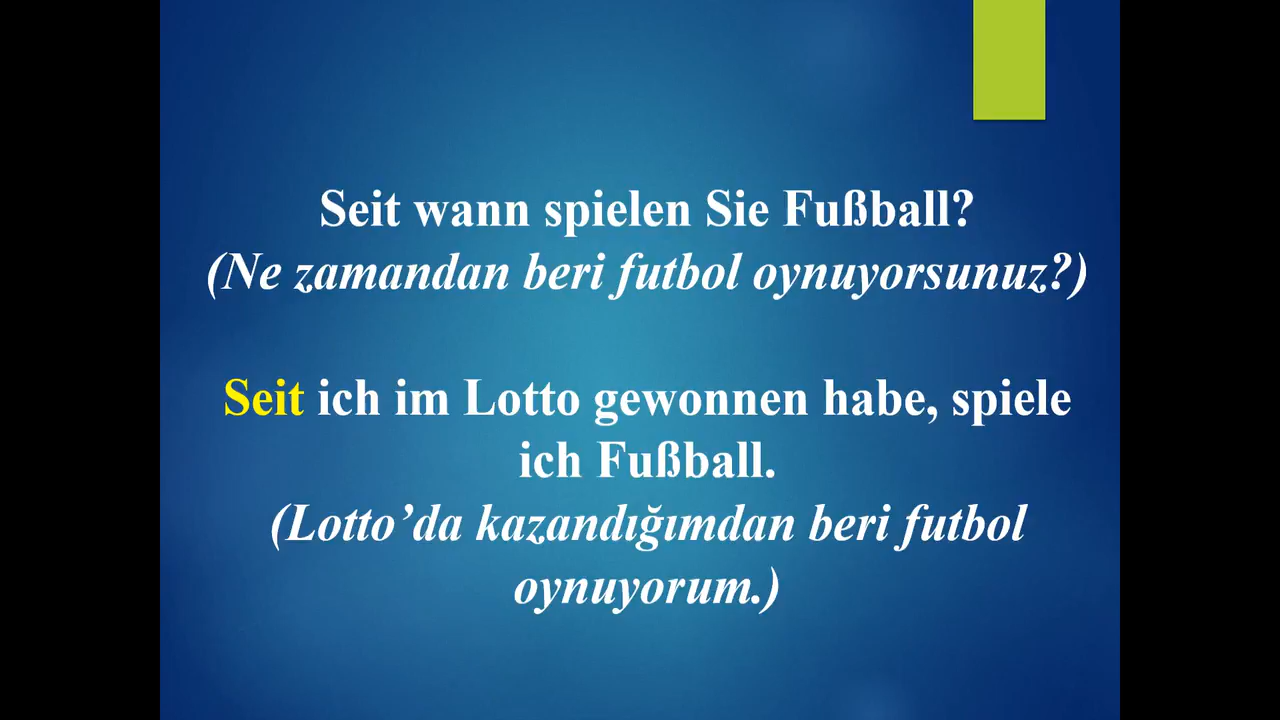 Seit wann spielen Sie Fußball?
(Ne zamandan beri futbol oynuyorsunuz?)
Seit ich im Lotto gewonnen habe, spiele
ich Fußball.
(Lotto’da kazandığımdan beri futbol
oynuyorum.)